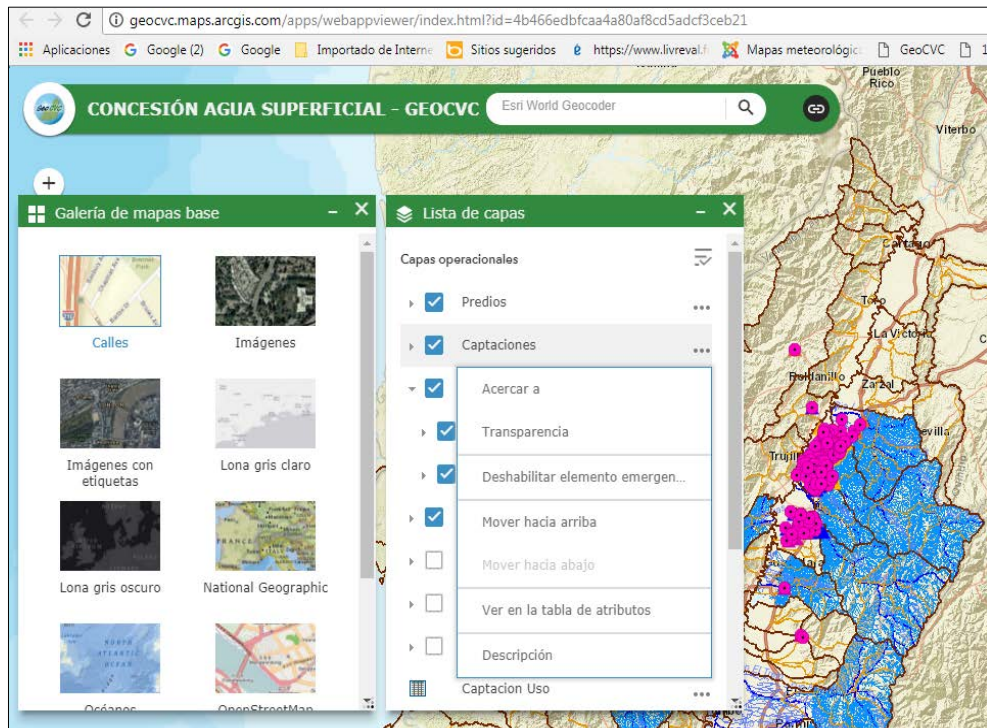 geocvc.maps.arcgis.com/apps/webappviewer/index.html?id=4b466edbfcaa4a80af8cd5adcf3ceb21
Aplicaciones Google (2) Google Importado de Interne Sitios sugeridos https://www.livreval.f Mapas meteorológic GeoCVC 1
Pueblo
Rico
CONCESIÓN AGUA SUPERFICIAL - GEOCVC
Esri World Geocoder
Viterbo
Galería de mapas base
Calles
Imágenes
Imágenes con
etiquetas
Lona gris claro
Lona gris oscuro
National Geographic
Océanos
OpenStreetMap
Lista de capas
Capas operacionales
Predios
Captaciones
Acercar a
Transparencia
Deshabilitar elemento emergen...
Mover hacia arriba
Mover hacia abajo
Ver en la tabla de atributos
Descripción
Captacion Uso
Cartago
Toro
La Victoria
Roldanillo
Zarzal
evilla
Trujill